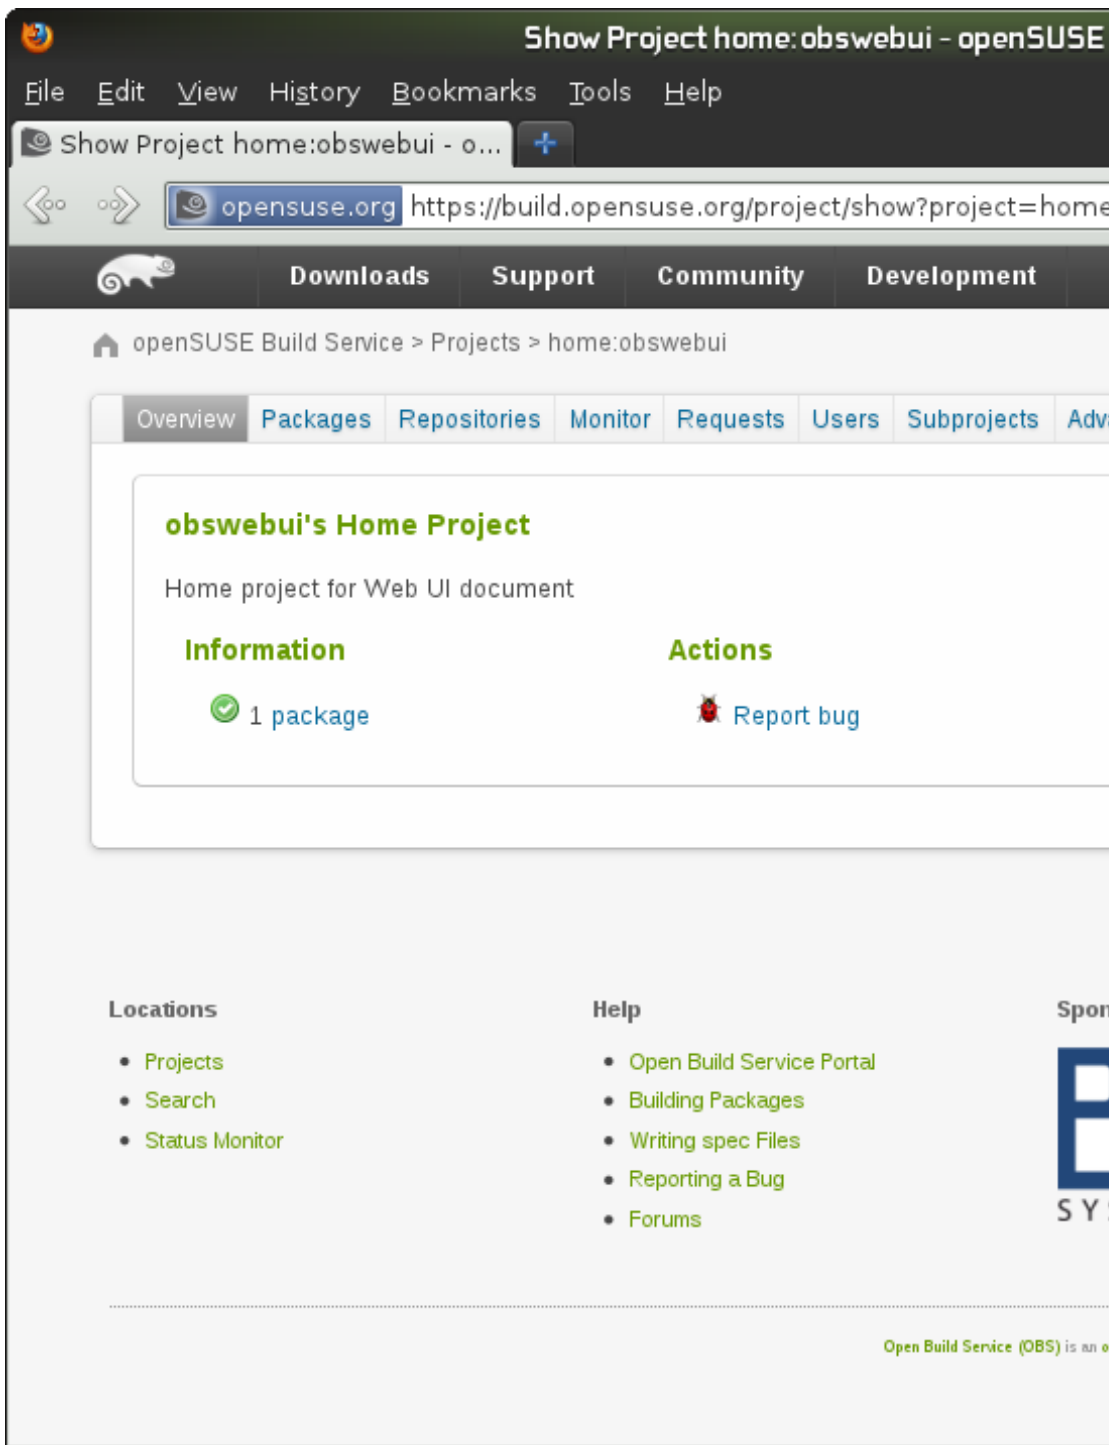 Show Project home:obswebui - openSUSE
File Edit View History Bookmarks Tools Help
Show Project home:obswebui - o...
opensuse.org https://build.opensuse.org/project/show?project=home
Downloads Support Community Development
openSUSE Build Service > Projects > home:obswebui
Overview Packages Repositories Monitor Requests Users Subprojects Adva
obswebui's Home Project
Home project for Web UI document
Information Actions
1 package Report bug
Locations Help Spon
Projects Open Build Service Portal
Search Building Packages
Status Monitor Writing spec Files
Reporting a Bug
Forums
SYS
Open Build Service (OBS) is an o